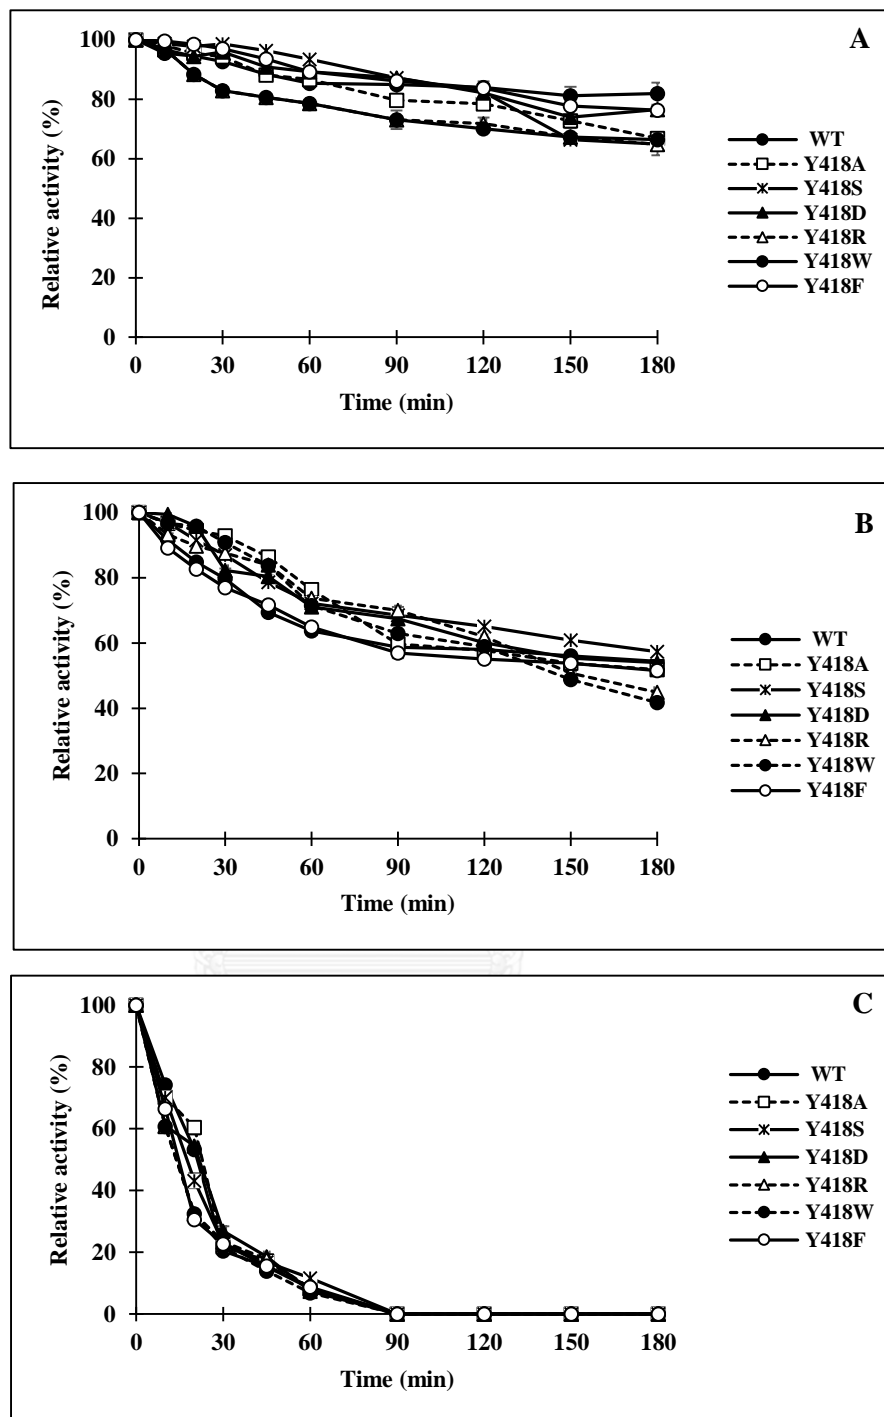 A
100
80
60
40
20
0
Relative activity (%)
0 30 60 90 120 150 180
Time (min)
WT
Y418A
Y418S
Y418D
Y418R
Y418W
Y418F
B
100
80
60
40
20
0
Relative activity (%)
0 30 60 90 120 150 180
Time (min)
WT
Y418A
Y418S
Y418D
Y418R
Y418W
Y418F
C
100
80
60
40
20
0
Relative activity (%)
0 30 60 90 120 150 180
Time (min)
WT
Y418A
Y418S
Y418D
Y418R
Y418W
Y418F